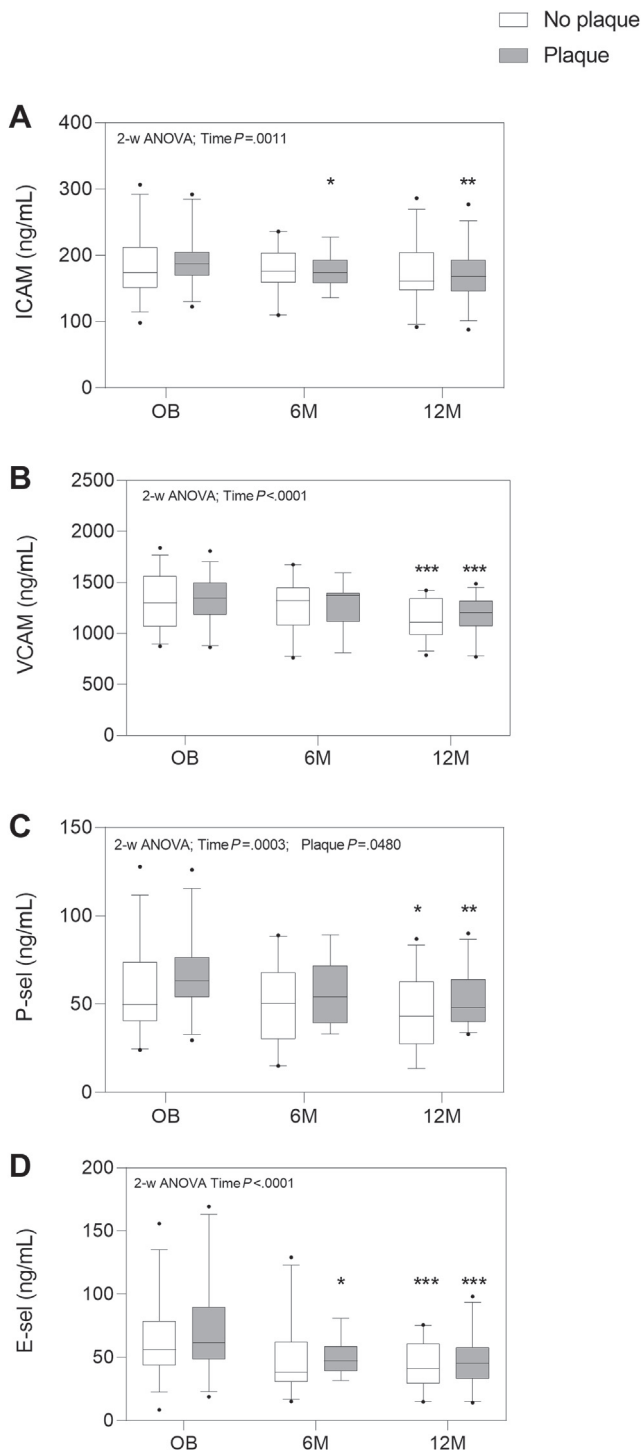 No plaque
Plaque
A
2-w ANOVA; Time P=.0011
400
300
200
100
0
ICAM (ng/mL)
* **
OB 6M 12M
B
2-w ANOVA; Time P<.0001
2500
2000
1500
1000
500
0
VCAM (ng/mL)
*** ***
OB 6M 12M
C
2-w ANOVA; Time P=.0003; Plaque P=.0480
150
100
50
0
P-sel (ng/mL)
* **
OB 6M 12M
D
2-w ANOVA Time P<.0001
200
150
100
50
0
E-sel (ng/mL)
* *** ***
OB 6M 12M